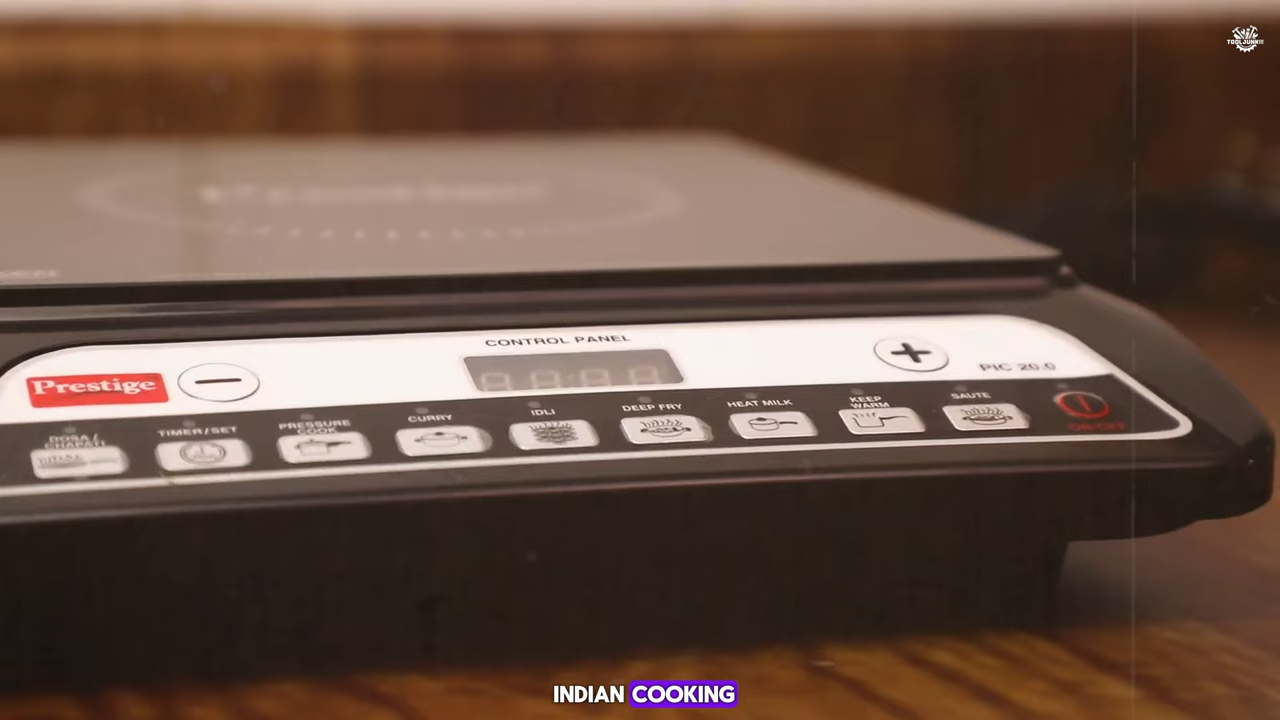 TOOLJUNKIE
CONTROL PANEL
Prestige
PIC 20.0
DOSA /
CHAPATI
TIMER/SET
PRESSURE
COOK
CURRY
IDLI
DEEP FRY
HEAT MILK
KEEP
WARM
SAUTE
ON/OFF
INDIAN COOKING